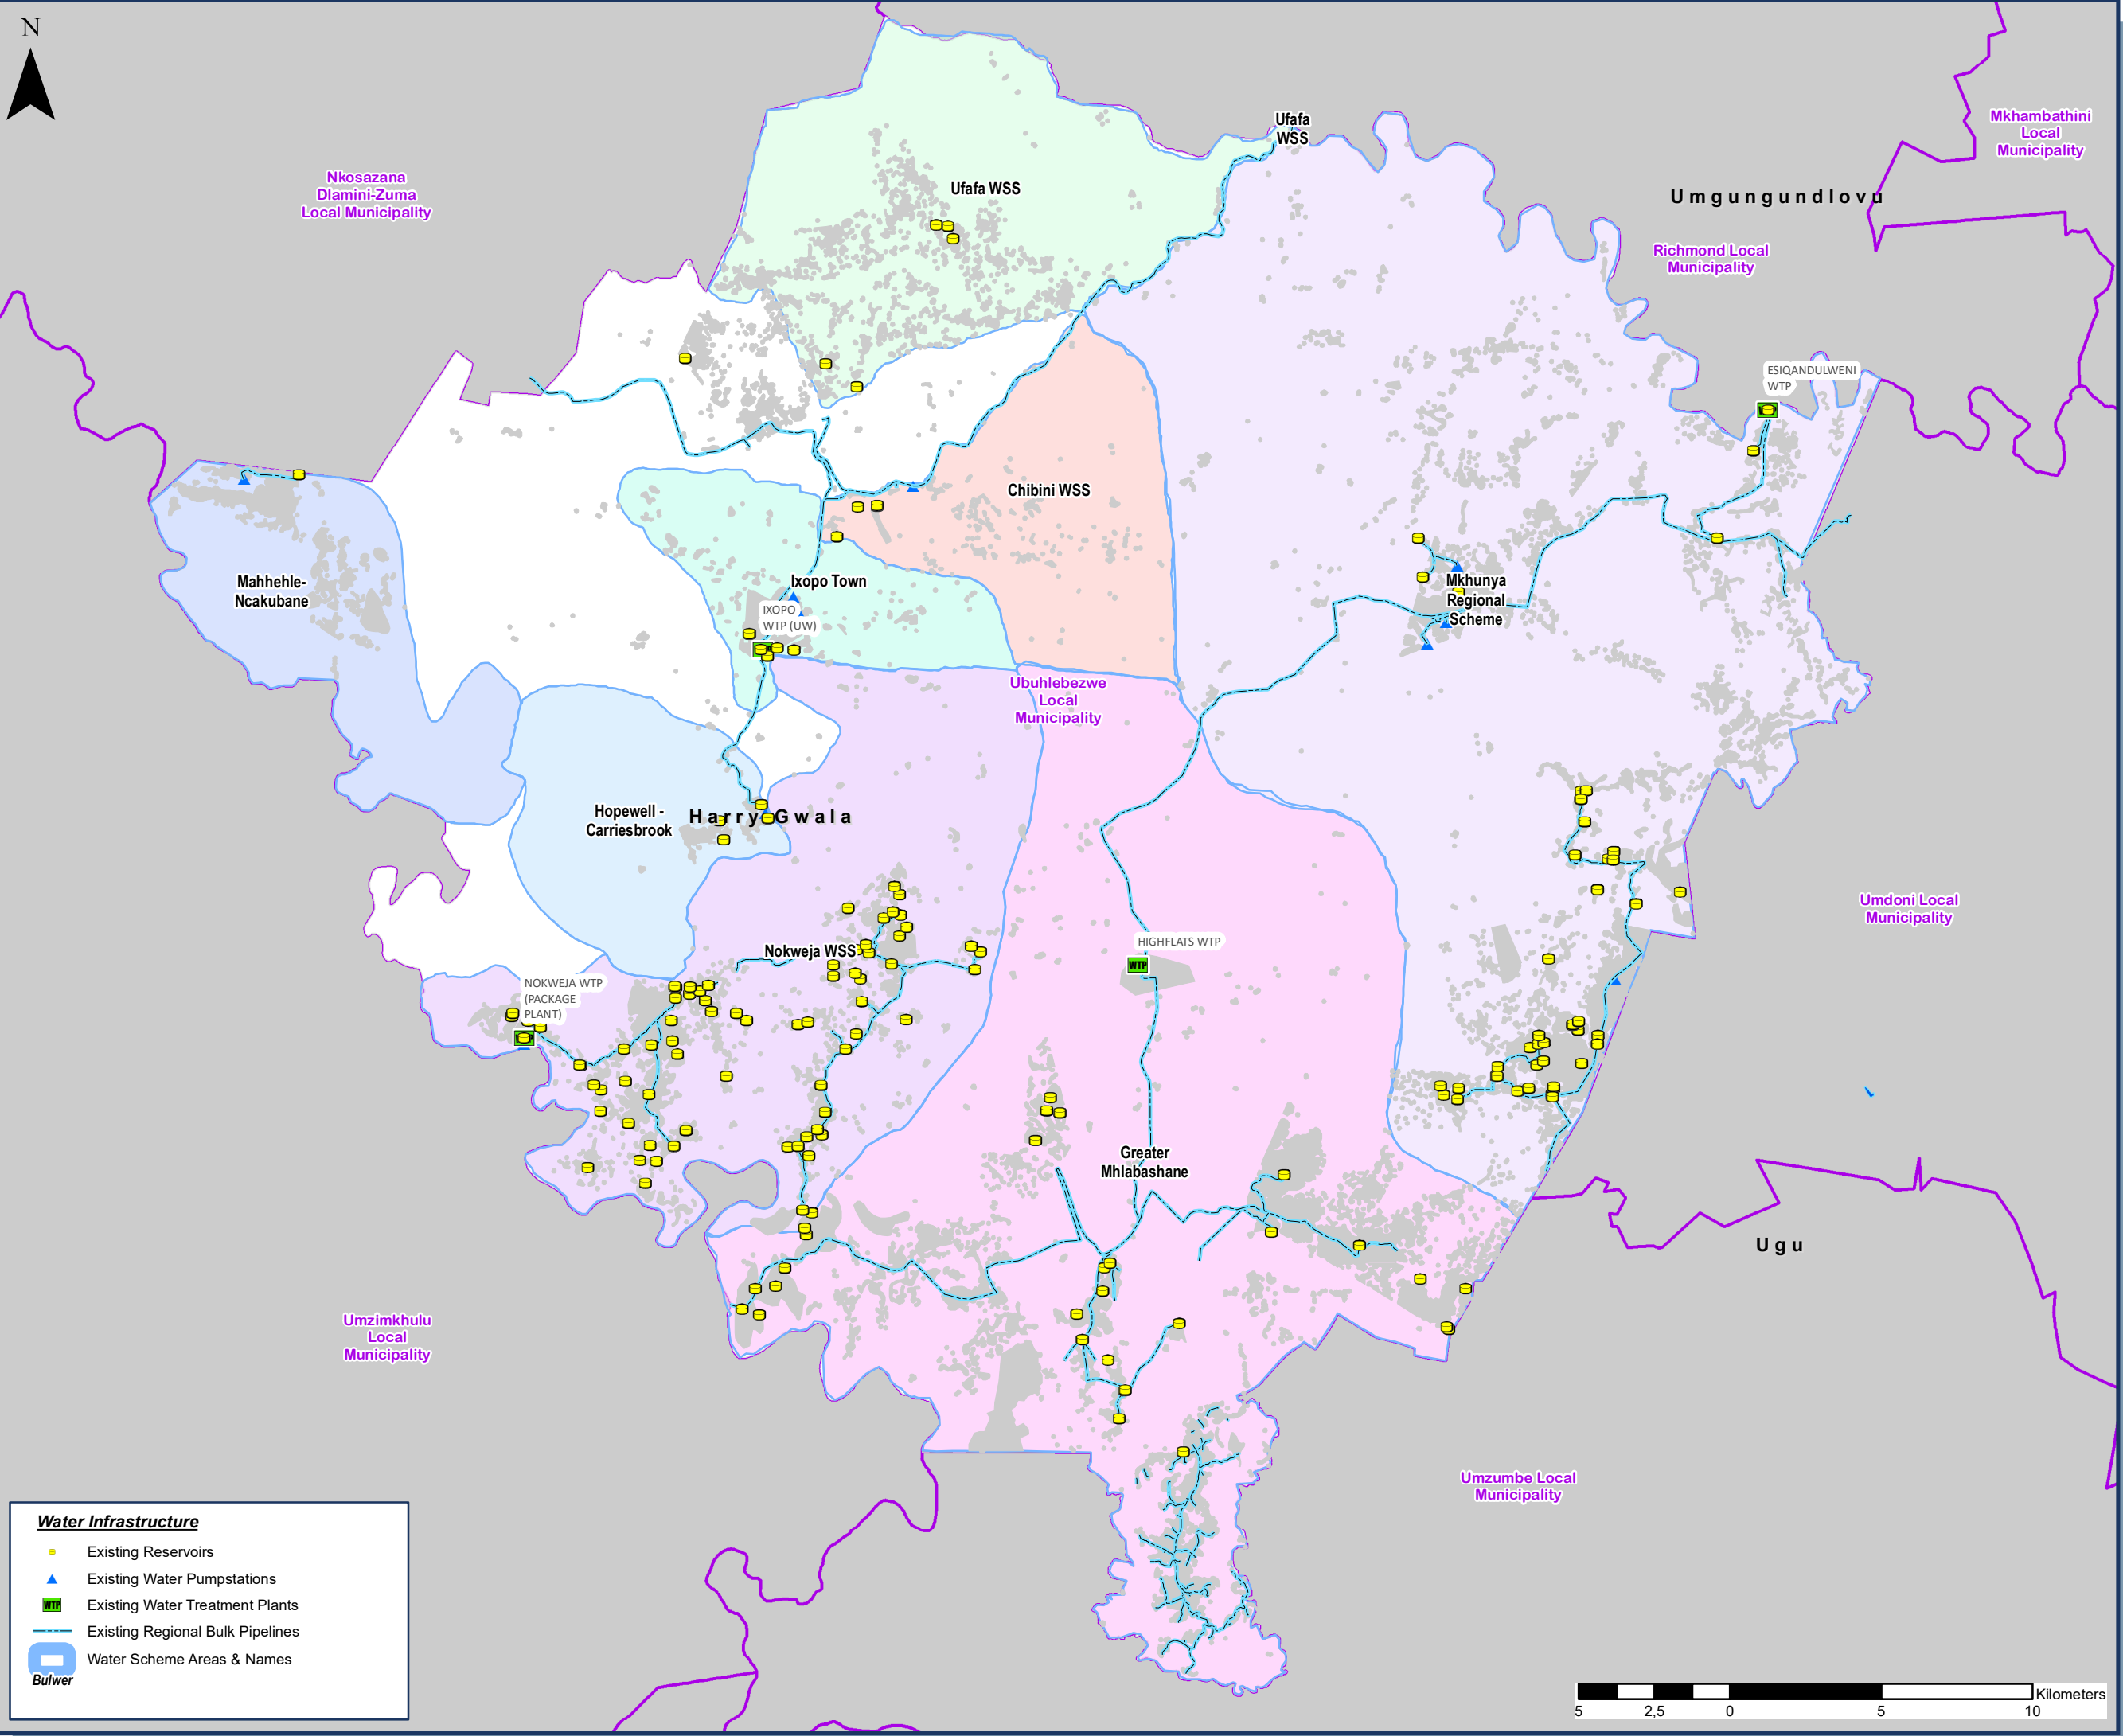 N
Ufafa
WSS
Mkhambathini
Local
Municipality
Nkosazana
Dlamini-Zuma
Local Municipality
Ufafa WSS
Umgungundlovu
Richmond Local
Municipality
ESIQANDULWENI
WTP
Chibini WSS
Mahhehle-
Ncakubane
Ixopo Town
IXOPO
WTP (UW)
Mkhunya
Regional
Scheme
Ubuhlebezwe
Local
Municipality
Hopewell -
Carriesbrook
Harry Gwala
Umdoni Local
Municipality
Nokweja WSS
HIGHFLATS WTP
WTP
NOKWEJA WTP
(PACKAGE
PLANT)
Greater
Mhlabashane
Ugu
Umzimkhulu
Local
Municipality
Umzumbe Local
Municipality
Water Infrastructure
Existing Reservoirs
Existing Water Pumpstations
WTP Existing Water Treatment Plants
Existing Regional Bulk Pipelines
Water Scheme Areas & Names
Bulwer
Kilometers
5 2,5 0 5 10